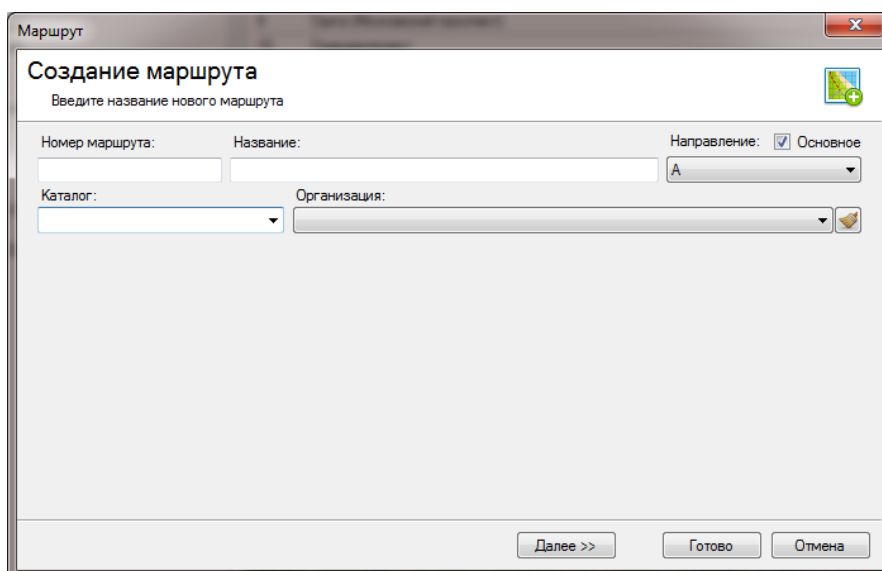 Маршрут
Создание маршрута
Введите название нового маршрута
Номер маршрута: Название: Направление: Основное
A
Каталог: Организация:
Далее >> Готово Отмена